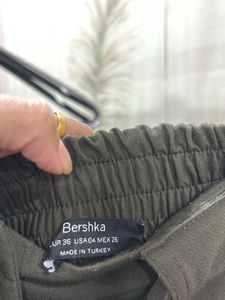 Bershka
EUR 36 USA 04 MEX 26
MADE IN TURKEY